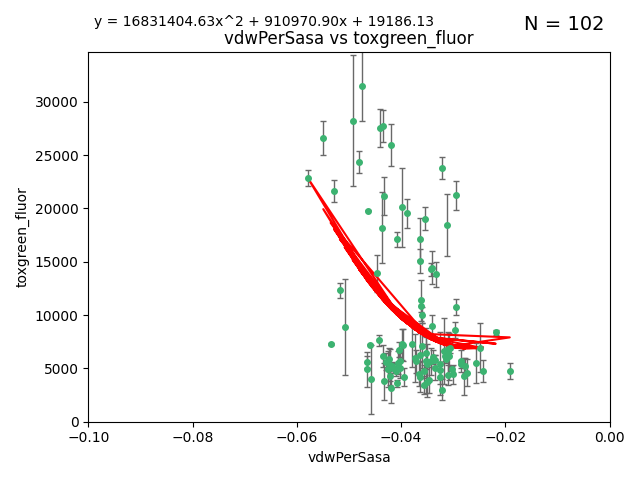 y = 16831404.63x^2 + 910970.90x + 19186.13
N = 102
vdwPerSasa vs toxgreen_fluor
toxgreen_fluor
30000
25000
20000
15000
10000
5000
0
−0.10
−0.08
−0.06
−0.04
−0.02
0.00
vdwPerSasa